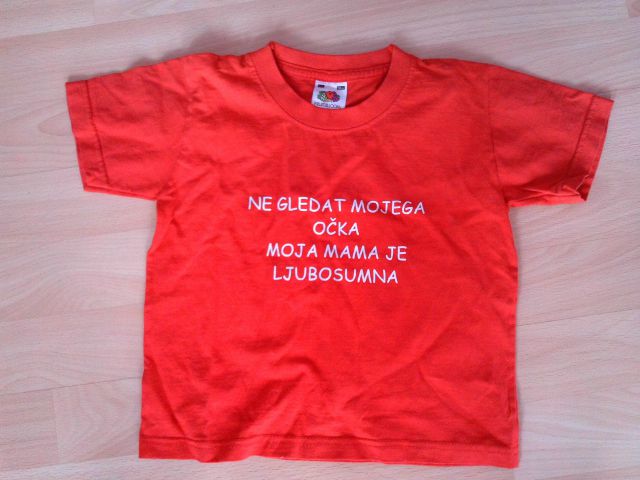 NE GLEDAT MOJEGA
OČKA
MOJA MAMA JE
LJUBOSUMNA